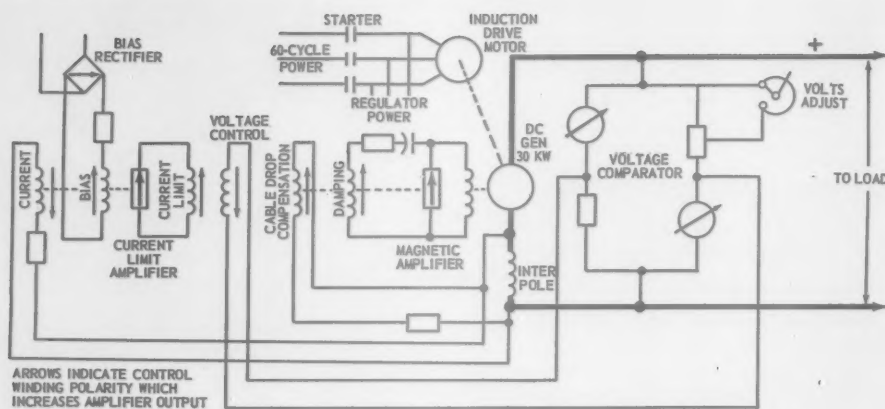 STARTER
INDUCTION
DRIVE
MOTOR
BIAS
RECTIFIER
60-CYCLE
POWER
REGULATOR
POWER
+
VOLTS
ADJUST
VOLTAGE
CONTROL
DC
GEN
30 KW
VOLTAGE
COMPARATOR
TO LOAD
CURRENT
BIAS
CURRENT
LIMIT
CABLE DROP
COMPENSATION
DAMPING
CURRENT
LIMIT
AMPLIFIER
MAGNETIC
AMPLIFIER
INTER
POLE
ARROWS INDICATE CONTROL
WINDING POLARITY WHICH
INCREASES AMPLIFIER OUTPUT